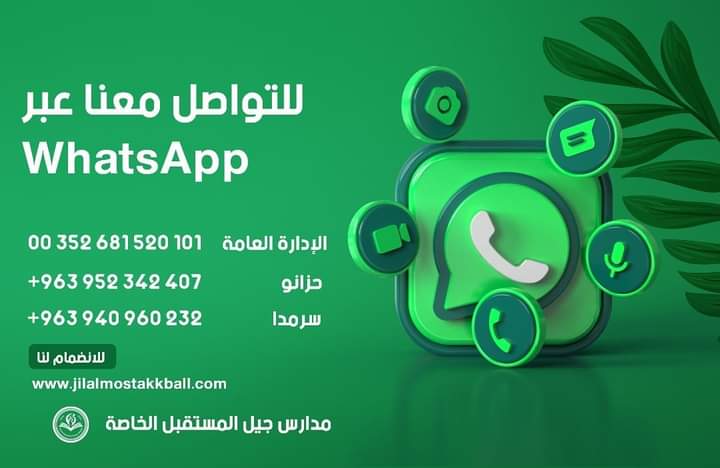 للتواصل معنا عبر
WhatsApp
الإدارة العامة 00 352 681 520 101
حزانو +963 952 342 407
سرمدا +963 940 960 232
للانضمام لنا
www.jilalmostakkball.com
مدارس جيل المستقبل الخاصة